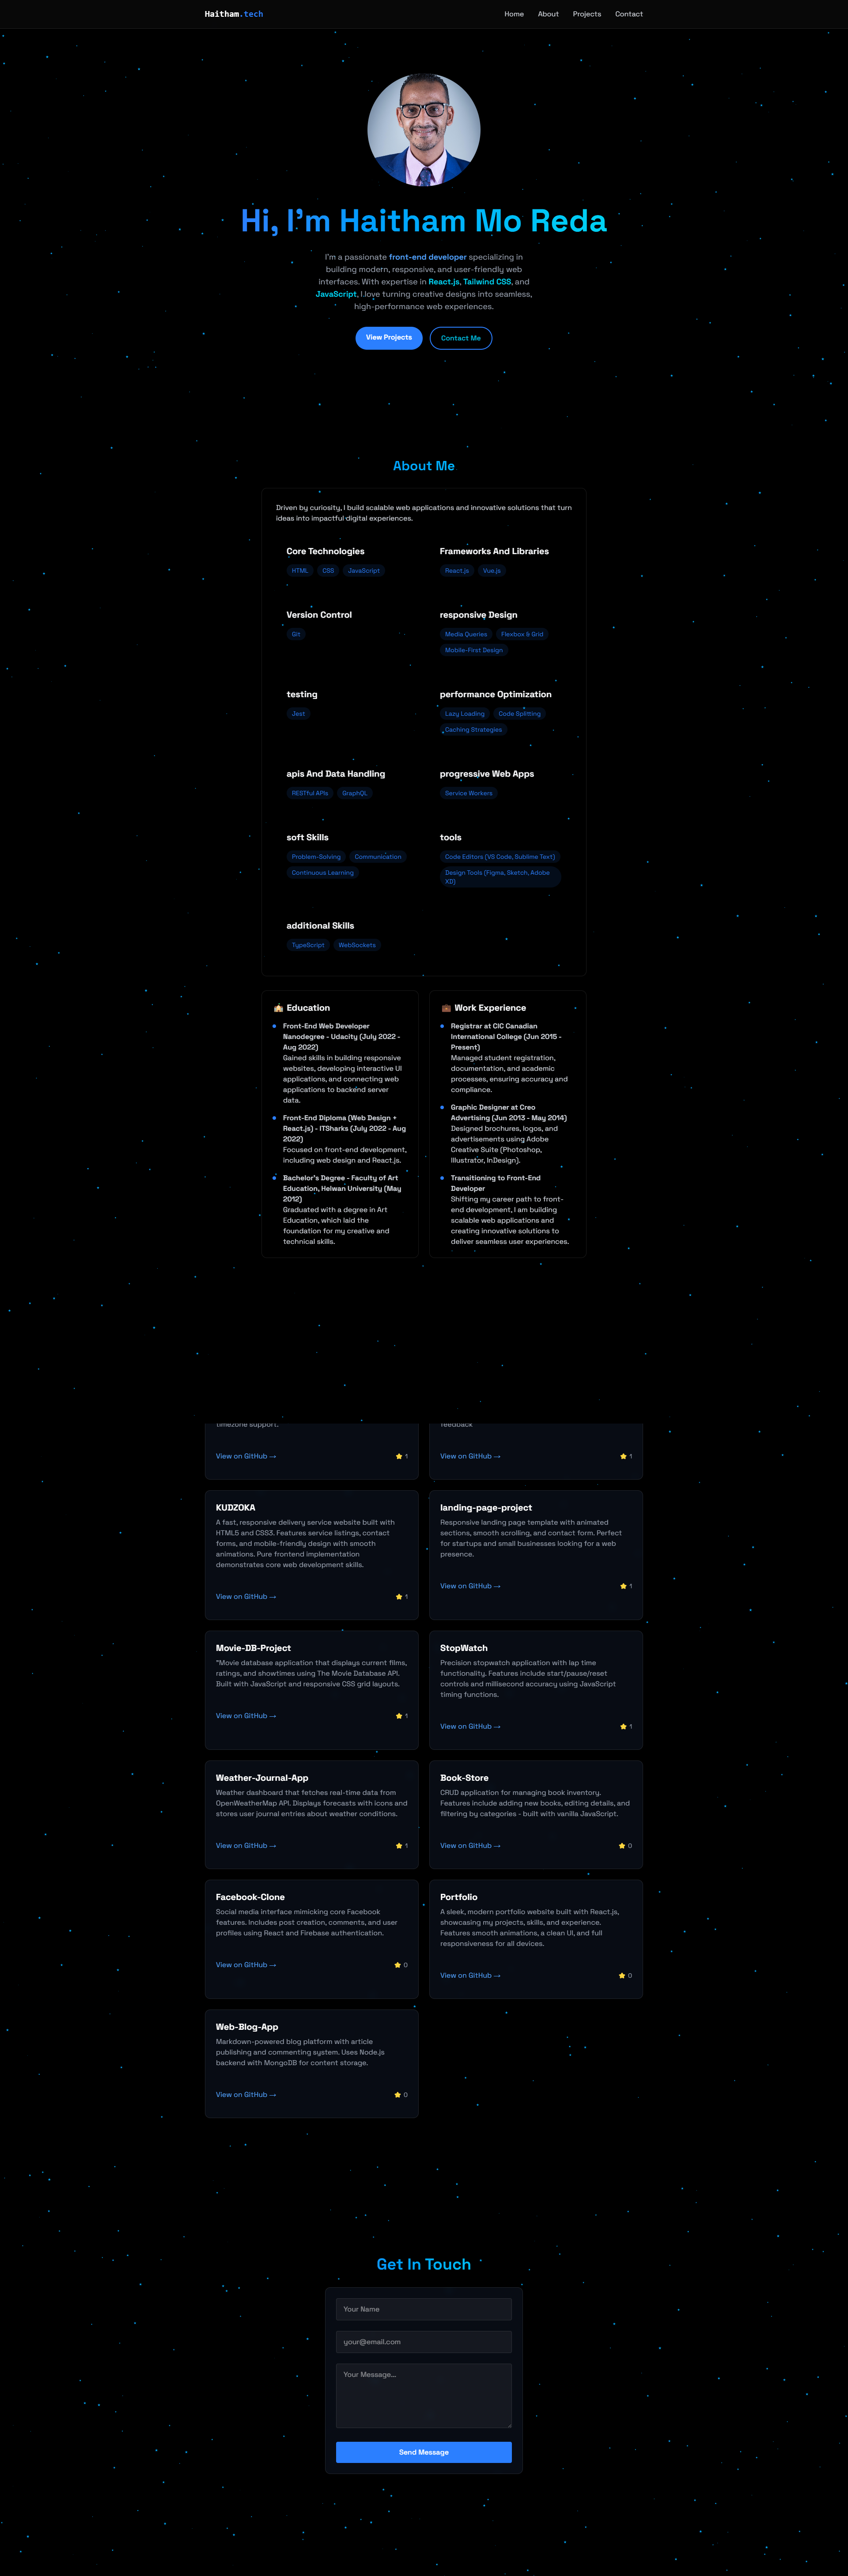 Haitham.tech
Home
About
Projects
Contact
Hi, I'm Haitham Mo Reda
I'm a passionate front-end developer specializing in
building modern, responsive, and user-friendly web
interfaces. With expertise in React.js, Tailwind CSS, and
JavaScript, I love turning creative designs into seamless,
high-performance web experiences.
View Projects
Contact Me
About Me
Driven by curiosity, I build scalable web applications and innovative solutions that turn
ideas into impactful digital experiences.
Core Technologies
HTML
CSS
JavaScript
Frameworks And Libraries
React.js
Vue.js
Version Control
Git
responsive Design
Media Queries
Flexbox & Grid
Mobile-First Design
testing
Jest
performance Optimization
Lazy Loading
Code Splitting
Caching Strategies
apis And Data Handling
RESTful APIs
GraphQL
progressive Web Apps
Service Workers
soft Skills
Problem-Solving
Communication
Continuous Learning
tools
Code Editors (VS Code, Sublime Text)
Design Tools (Figma, Sketch, Adobe
XD)
additional Skills
TypeScript
WebSockets
Education
Front-End Web Developer
Nanodegree - Udacity (July 2022 -
Aug 2022)
Gained skills in building responsive
websites, developing interactive UI
applications, and connecting web
applications to backend server
data.
Front-End Diploma (Web Design +
React.js) - ITSharks (July 2022 - Aug
2022)
Focused on front-end development,
including web design and React.js.
Bachelor's Degree - Faculty of Art
Education, Helwan University (May
2012)
Graduated with a degree in Art
Education, which laid the
foundation for my creative and
technical skills.
Work Experience
Registrar at CIC Canadian
International College (Jun 2015 -
Present)
Managed student registration,
documentation, and academic
processes, ensuring accuracy and
compliance.
Graphic Designer at Creo
Advertising (Jun 2013 - May 2014)
Designed brochures, logos, and
advertisements using Adobe
Creative Suite (Photoshop,
Illustrator, InDesign).
Transitioning to Front-End
Developer
Shifting my career path to front-
end development, I am building
scalable web applications and
creating innovative solutions to
deliver seamless user experiences.
timezone support.
View on GitHub →
1
feedback
View on GitHub →
1
KUDZOKA
A fast, responsive delivery service website built with
HTML5 and CSS3. Features service listings, contact
forms, and mobile-friendly design with smooth
animations. Pure frontend implementation
demonstrates core web development skills.
View on GitHub →
1
landing-page-project
Responsive landing page template with animated
sections, smooth scrolling, and contact form. Perfect
for startups and small businesses looking for a web
presence.
View on GitHub →
1
Movie-DB-Project
"Movie database application that displays current films,
ratings, and showtimes using The Movie Database API.
Built with JavaScript and responsive CSS grid layouts.
View on GitHub →
1
StopWatch
Precision stopwatch application with lap time
functionality. Features include start/pause/reset
controls and millisecond accuracy using JavaScript
timing functions.
View on GitHub →
1
Weather-Journal-App
Weather dashboard that fetches real-time data from
OpenWeatherMap API. Displays forecasts with icons and
stores user journal entries about weather conditions.
View on GitHub →
1
Book-Store
CRUD application for managing book inventory.
Features include adding new books, editing details, and
filtering by categories - built with vanilla JavaScript.
View on GitHub →
0
Facebook-Clone
Social media interface mimicking core Facebook
features. Includes post creation, comments, and user
profiles using React and Firebase authentication.
View on GitHub →
0
Portfolio
A sleek, modern portfolio website built with React.js,
showcasing my projects, skills, and experience.
Features smooth animations, a clean UI, and full
responsiveness for all devices.
View on GitHub →
0
Web-Blog-App
Markdown-powered blog platform with article
publishing and commenting system. Uses Node.js
backend with MongoDB for content storage.
View on GitHub →
0
Get In Touch
Your Name
your@email.com
Your Message...
Send Message